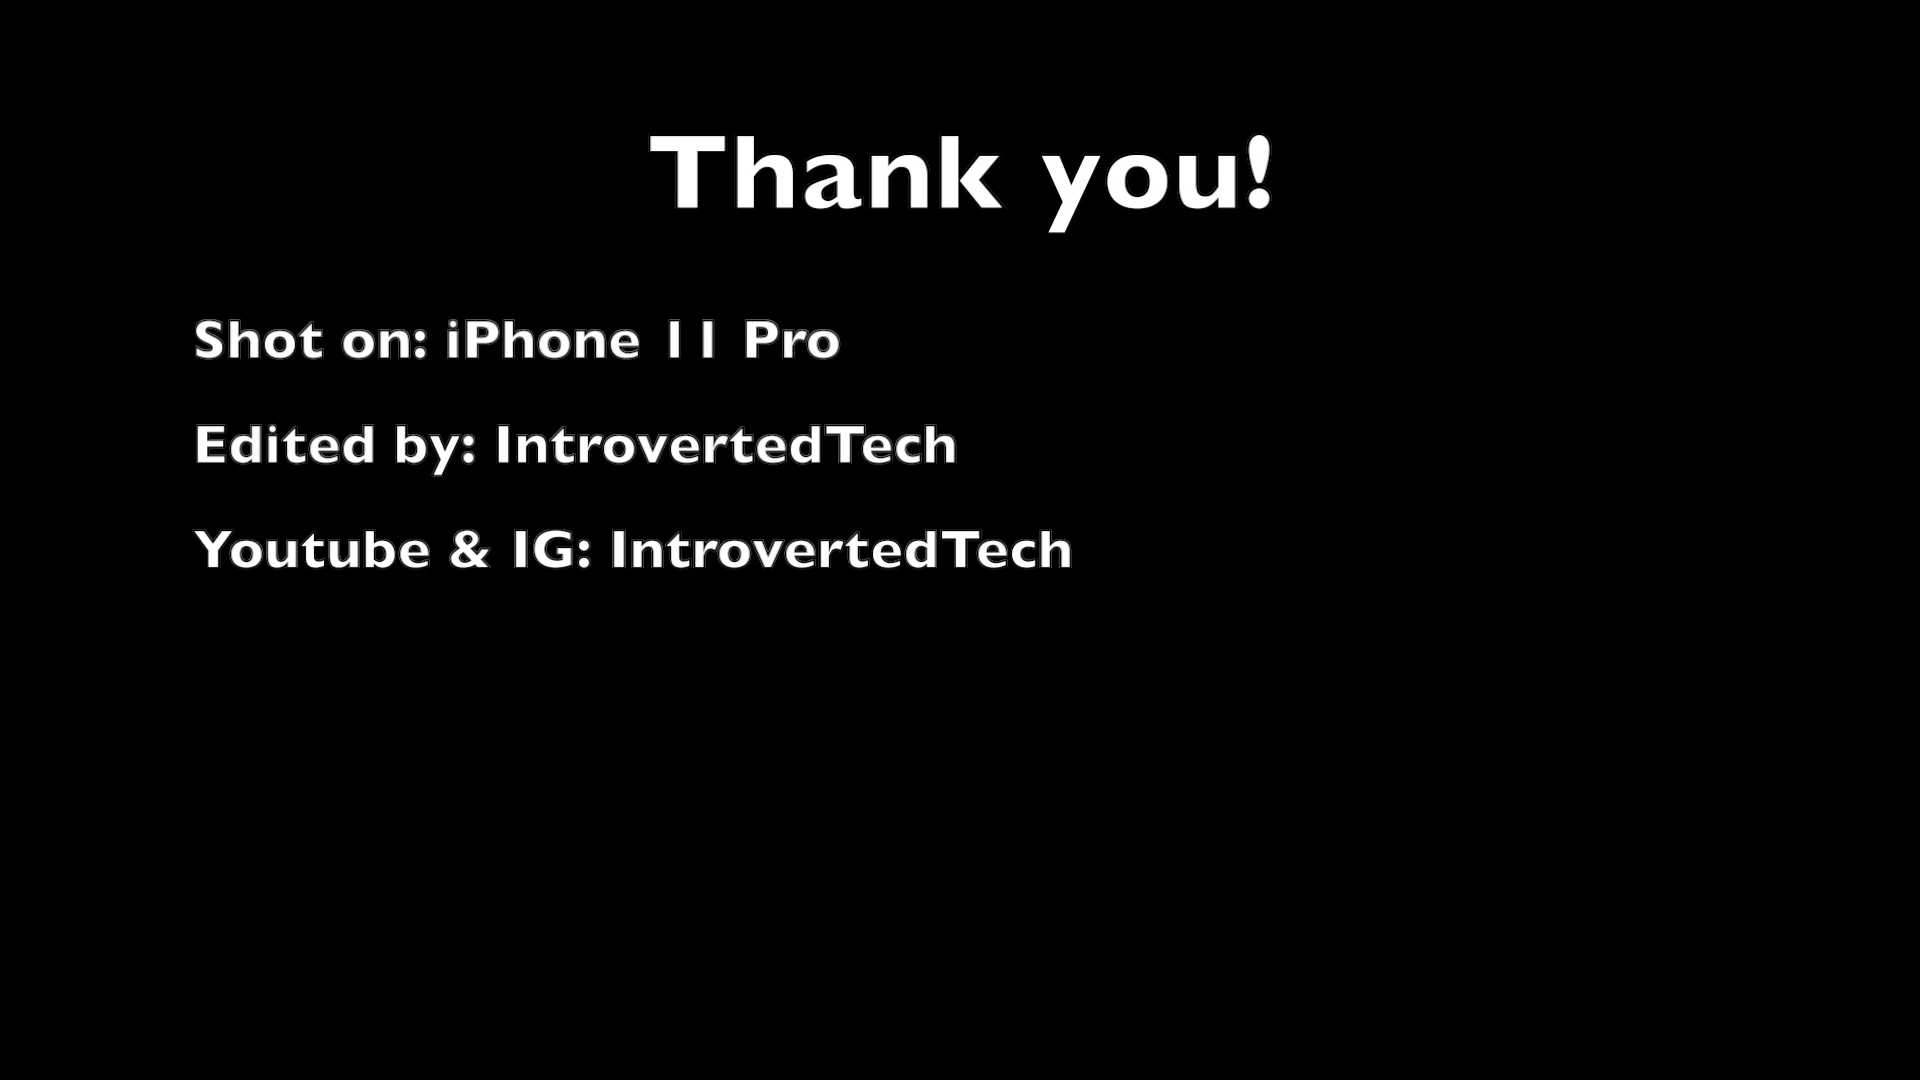 Thank you!
Shot on: iPhone 11 Pro
Edited by: IntrovertedTech
Youtube & IG: IntrovertedTech